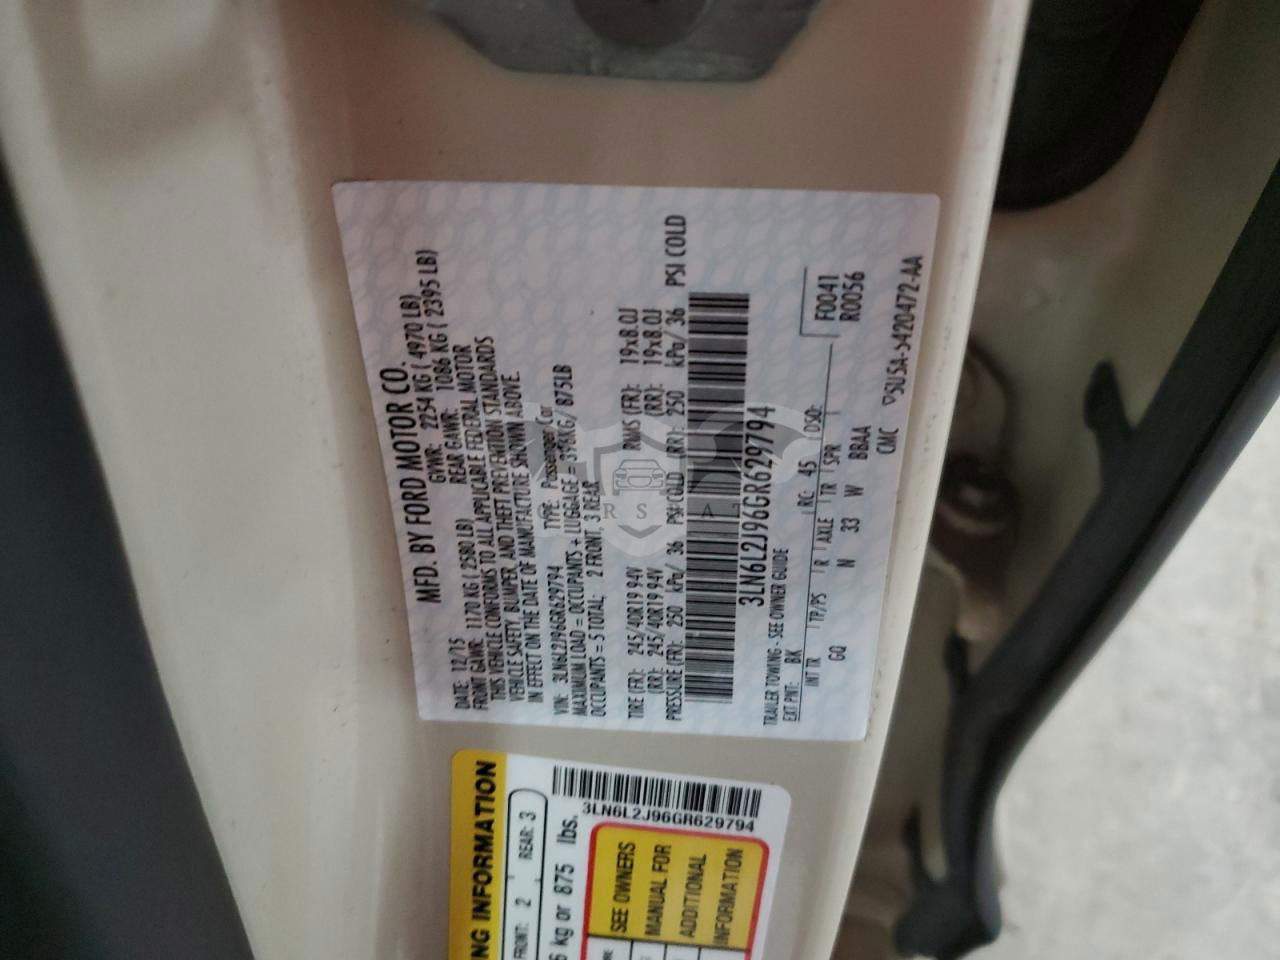 MFD. BY FORD MOTOR CO.
DATE: 12/15 GVWR: 2254 KG ( 4970 LB)
FRONT GAWR: 1170 KG ( 2580 LB) REAR GAWR: 1086 KG ( 2395 LB)
THIS VEHICLE CONFORMS TO ALL APPLICABLE FEDERAL MOTOR
VEHICLE SAFETY, BUMPER, AND THEFT PREVENTION STANDARDS
IN EFFECT ON THE DATE OF MANUFACTURE SHOWN ABOVE.
VIN: 3LN6L2J96GR629794 TYPE: Passenger Car
MAXIMUM LOAD = OCCUPANTS + LUGGAGE = 396KG/ 875LB
OCCUPANTS = 5 TOTAL; 2 FRONT, 3 REAR
TIRE (FR): 245/40R19 94V RIMS (FR): 19x8.0J
(RR): 245/40R19 94V (RR): 19x8.0J
PRESSURE (FR): 250 kPa/ 36 PSI COLD (RR): 250 kPa/ 36 PSI COLD
3LN6L2J96GR629794
TRAILER TOWING - SEE OWNER GUIDE
EXT PNT: BK RC: 45 DSO: F0041
INT TR TP/PS R AXLE TR SPR R0056
GQ N 33 W BBAA
CMC 5U5A-5420472-AA
3LN6L2J96GR629794
INFORMATION
FRONT: 2 REAR: 3
kg or 875 lbs.
SEE OWNERS
MANUAL FOR
ADDITIONAL
INFORMATION